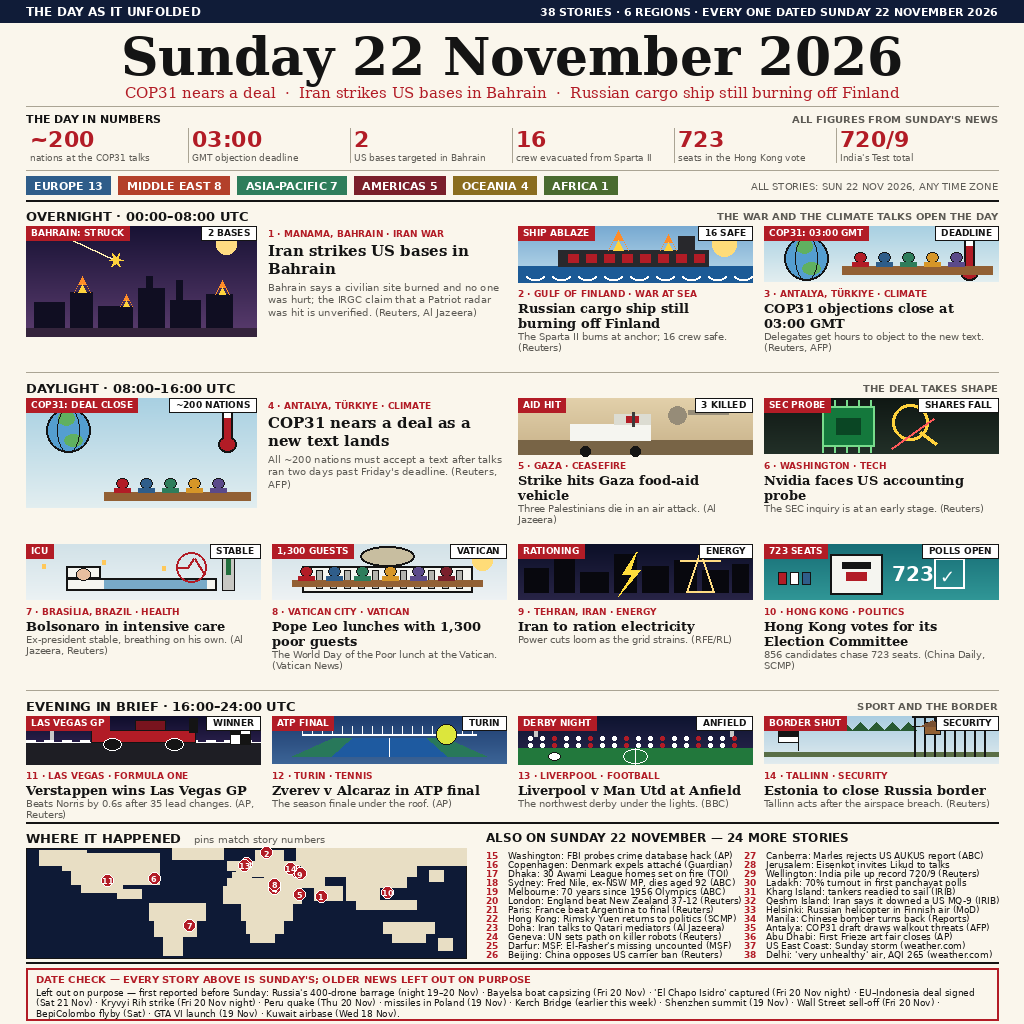 THE DAY AS IT UNFOLDED
38 STORIES · 6 REGIONS · EVERY ONE DATED SUNDAY 22 NOVEMBER 2026
Sunday 22 November 2026
COP31 nears a deal · Iran strikes US bases in Bahrain · Russian cargo ship still burning off Finland
THE DAY IN NUMBERS
ALL FIGURES FROM SUNDAY'S NEWS
~200
nations at the COP31 talks
03:00
GMT objection deadline
2
US bases targeted in Bahrain
16
crew evacuated from Sparta II
723
seats in the Hong Kong vote
720/9
India's Test total
EUROPE 13
MIDDLE EAST 8
ASIA-PACIFIC 7
AMERICAS 5
OCEANIA 4
AFRICA 1
ALL STORIES: SUN 22 NOV 2026, ANY TIME ZONE
OVERNIGHT · 00:00–08:00 UTC
THE WAR AND THE CLIMATE TALKS OPEN THE DAY
BAHRAIN: STRUCK
2 BASES
1 · MANAMA, BAHRAIN · IRAN WAR
Iran strikes US bases in
Bahrain
Bahrain says a civilian site burned and no one
was hurt; the IRGC claim that a Patriot radar
was hit is unverified. (Reuters, Al Jazeera)
SHIP ABLAZE
16 SAFE
2 · GULF OF FINLAND · WAR AT SEA
Russian cargo ship still
burning off Finland
The Sparta II burns at anchor; 16 crew safe.
(Reuters)
COP31: 03:00 GMT
DEADLINE
3 · ANTALYA, TÜRKIYE · CLIMATE
COP31 objections close at
03:00 GMT
Delegates get hours to object to the new text.
(Reuters, AFP)
DAYLIGHT · 08:00–16:00 UTC
THE DEAL TAKES SHAPE
COP31: DEAL CLOSE
~200 NATIONS
4 · ANTALYA, TÜRKIYE · CLIMATE
COP31 nears a deal as a
new text lands
All ~200 nations must accept a text after talks
ran two days past Friday's deadline. (Reuters,
AFP)
AID HIT
3 KILLED
5 · GAZA · CEASEFIRE
Strike hits Gaza food-aid
vehicle
Three Palestinians die in an air attack. (Al
Jazeera)
SEC PROBE
SHARES FALL
6 · WASHINGTON · TECH
Nvidia faces US accounting
probe
The SEC inquiry is at an early stage. (Reuters)
ICU
STABLE
7 · BRASÍLIA, BRAZIL · HEALTH
Bolsonaro in intensive care
Ex-president stable, breathing on his own. (Al
Jazeera, Reuters)
1,300 GUESTS
VATICAN
8 · VATICAN CITY · VATICAN
Pope Leo lunches with 1,300
poor guests
The World Day of the Poor lunch at the Vatican.
(Vatican News)
RATIONING
ENERGY
9 · TEHRAN, IRAN · ENERGY
Iran to ration electricity
Power cuts loom as the grid strains. (RFE/RL)
723 SEATS
POLLS OPEN
723 ✓
10 · HONG KONG · POLITICS
Hong Kong votes for its
Election Committee
856 candidates chase 723 seats. (China Daily,
SCMP)
EVENING IN BRIEF · 16:00–24:00 UTC
SPORT AND THE BORDER
LAS VEGAS GP
WINNER
11 · LAS VEGAS · FORMULA ONE
Verstappen wins Las Vegas GP
Beats Norris by 0.6s after 35 lead changes. (AP,
Reuters)
ATP FINAL
TURIN
12 · TURIN · TENNIS
Zverev v Alcaraz in ATP final
The season finale under the roof. (AP)
DERBY NIGHT
ANFIELD
13 · LIVERPOOL · FOOTBALL
Liverpool v Man Utd at Anfield
The northwest derby under the lights. (BBC)
BORDER SHUT
SECURITY
14 · TALLINN · SECURITY
Estonia to close Russia border
Tallinn acts after the airspace breach. (Reuters)
WHERE IT HAPPENED
pins match story numbers
2
13
14
9
11
6
8
5
1
10
7
ALSO ON SUNDAY 22 NOVEMBER — 24 MORE STORIES
15 Washington: FBI probes crime database hack (AP)
16 Copenhagen: Denmark expels attaché (Guardian)
17 Dhaka: 30 Awami League homes set on fire (TOI)
18 Sydney: Fred Nile, ex-NSW MP, dies aged 92 (ABC)
19 Melbourne: 70 years since 1956 Olympics (ABC)
20 London: England beat New Zealand 37-12 (Reuters)
21 Paris: France beat Argentina to final (Reuters)
22 Hong Kong: Rimsky Yuen returns to politics (SCMP)
23 Doha: Iran talks to Qatari mediators (Al Jazeera)
24 Geneva: UN sets path on killer robots (Reuters)
25 Darfur: MSF: El-Fasher's missing uncounted (MSF)
26 Beijing: China opposes US carrier ban (Reuters)
27 Canberra: Marles rejects US AUKUS report (ABC)
28 Jerusalem: Eisenkot invites Likud to talks
29 Wellington: India pile up record 720/9 (Reuters)
30 Ladakh: 70% turnout in first panchayat polls
31 Kharg Island: tankers readied to sail (IRIB)
32 Qeshm Island: Iran says it downed a US MQ-9 (IRIB)
33 Helsinki: Russian helicopter in Finnish air (MoD)
34 Manila: Chinese bomber turns back (Reports)
35 Antalya: COP31 draft draws walkout threats (AFP)
36 Abu Dhabi: First Frieze art fair closes (AP)
37 US East Coast: Sunday storm (weather.com)
38 Delhi: 'very unhealthy' air, AQI 265 (weather.com)
DATE CHECK — EVERY STORY ABOVE IS SUNDAY'S; OLDER NEWS LEFT OUT ON PURPOSE
Left out on purpose — first reported before Sunday: Russia's 400-drone barrage (night 19–20 Nov) · Bayelsa boat capsizing (Fri 20 Nov) · 'El Chapo Isidro' captured (Fri 20 Nov night) · EU–Indonesia deal signed
(Sat 21 Nov) · Kryvyi Rih strike (Fri 20 Nov night) · Peru quake (Thu 20 Nov) · missiles in Poland (19 Nov) · Kerch Bridge (earlier this week) · Shenzhen summit (19 Nov) · Wall Street sell-off (Fri 20 Nov) ·
BepiColombo flyby (Sat) · GTA VI launch (19 Nov) · Kuwait airbase (Wed 18 Nov).